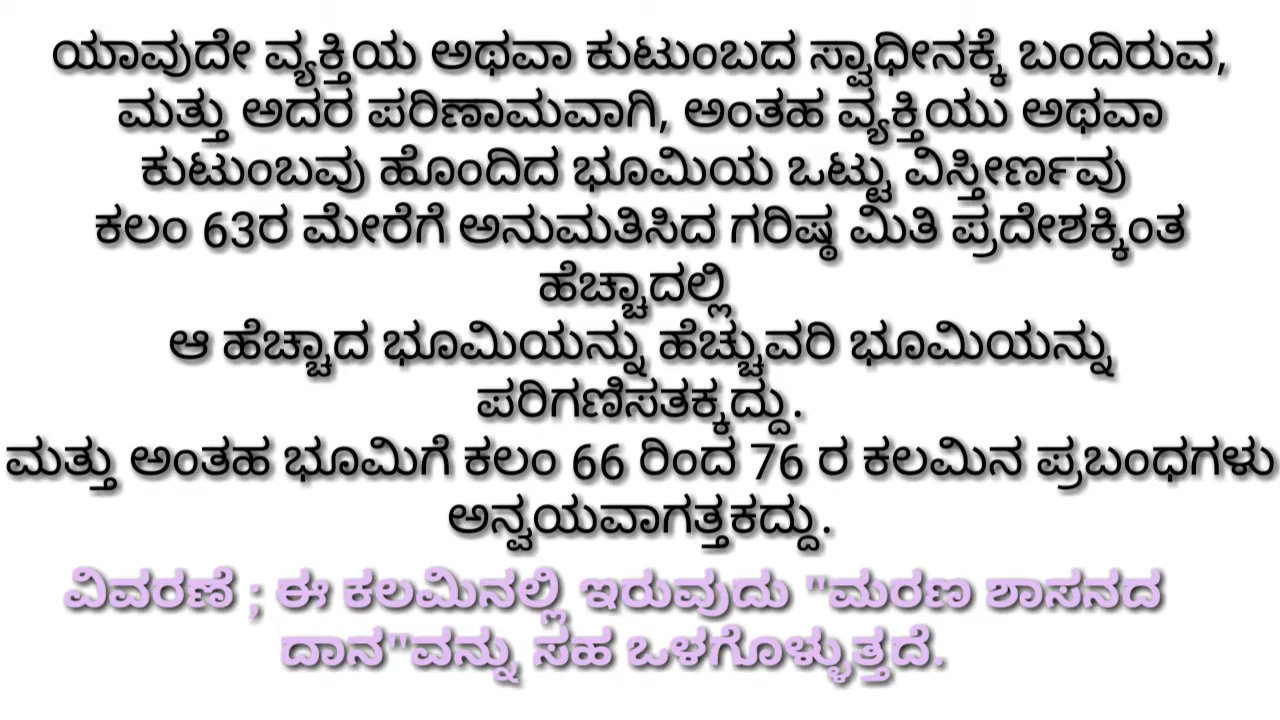 ಯಾವುದೇ ವ್ಯಕ್ತಿಯ ಅಥವಾ ಕುಟುಂಬದ ಸ್ವಾಧೀನಕ್ಕೆ ಬಂದಿರುವ,
ಮತ್ತು ಅದರ ಪರಿಣಾಮವಾಗಿ, ಅಂತಹ ವ್ಯಕ್ತಿಯು ಅಥವಾ
ಕುಟುಂಬವು ಹೊಂದಿದ ಭೂಮಿಯ ಒಟ್ಟು ವಿಸ್ತೀರ್ಣವು
ಕಲಂ 63ರ ಮೇರೆಗೆ ಅನುಮತಿಸಿದ ಗರಿಷ್ಠ ಮಿತಿ ಪ್ರದೇಶಕ್ಕಿಂತ
ಹೆಚ್ಚಾದಲ್ಲಿ
ಆ ಹೆಚ್ಚಾದ ಭೂಮಿಯನ್ನು ಹೆಚ್ಚುವರಿ ಭೂಮಿಯನ್ನು
ಪರಿಗಣಿಸತಕ್ಕದ್ದು.
ಮತ್ತು ಅಂತಹ ಭೂಮಿಗೆ ಕಲಂ 66 ರಿಂದ 76 ರ ಕಲಮಿನ ಪ್ರಬಂಧಗಳು
ಅನ್ವಯವಾಗತ್ತಕದ್ದು.
ವಿವರಣೆ ; ಈ ಕಲಮಿನಲ್ಲಿ ಇರುವುದು "ಮರಣ ಶಾಸನದ
ದಾನ"ವನ್ನು ಸಹ ಒಳಗೊಳ್ಳುತ್ತದೆ.